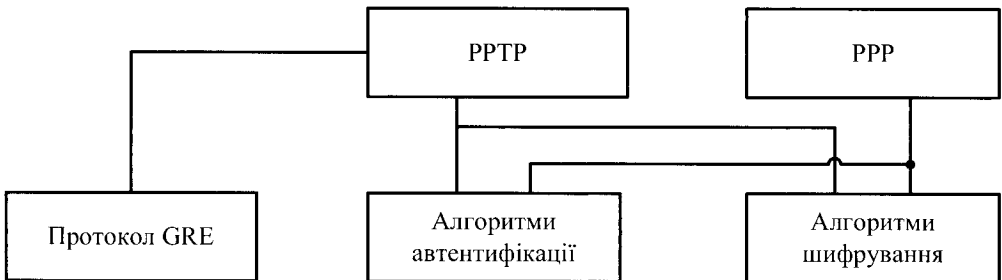 PPTP
PPP
Протокол GRE
Алгоритми
автентифікації
Алгоритми
шифрування